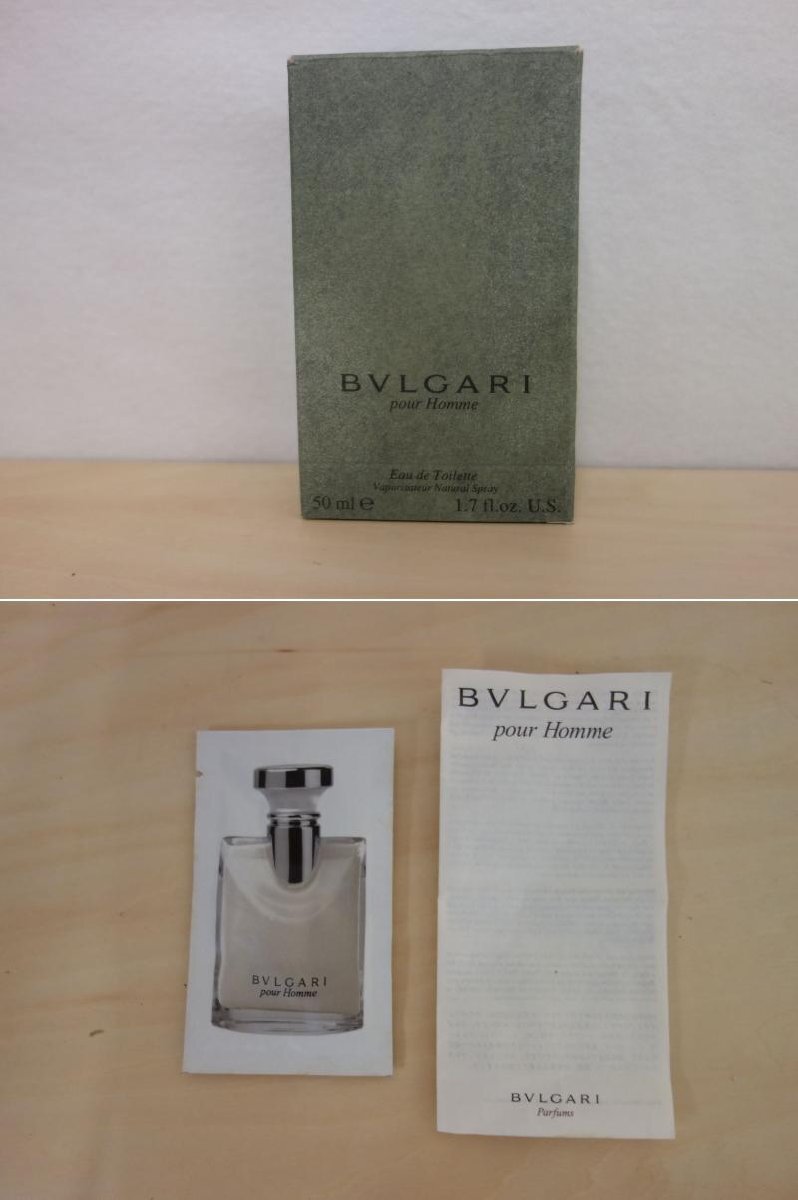 BVLGARI
pour Homme
Eau de Toilette
Vaporisateur Natural Spray
50 ml ℮ 1.7 fl.oz. U.S.
BVLGARI
pour Homme
BVLGARI
pour Homme
BVLGARI
Parfums